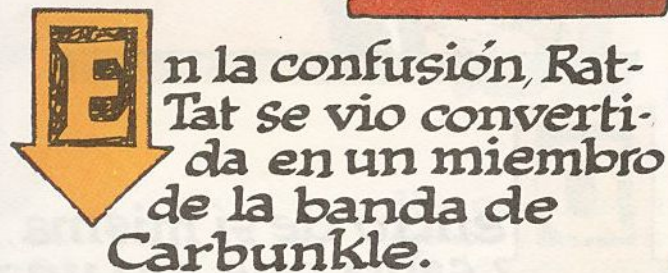 En la confusión, Rat-
Tat se vio converti-
da en un miembro
de la banda de
Carbunkle.